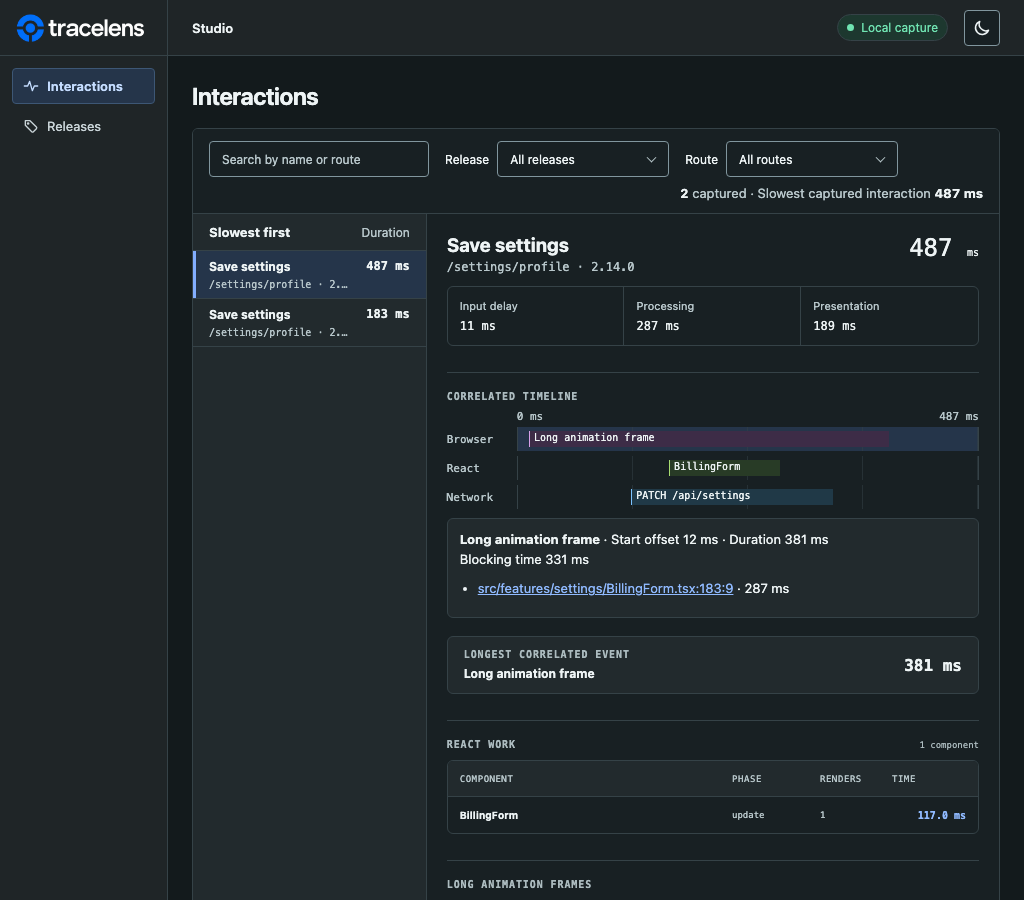 tracelens
Studio
Local capture
Interactions
Releases
Interactions
Search by name or route
Release
All releases
Route
All routes
2 captured · Slowest captured interaction 487 ms
Slowest first Duration
Save settings 487 ms
/settings/profile · 2.…
Save settings 183 ms
/settings/profile · 2.…
Save settings 487 ms
/settings/profile · 2.14.0
Input delay
11 ms
Processing
287 ms
Presentation
189 ms
CORRELATED TIMELINE
0 ms 487 ms
Browser Long animation frame
React BillingForm
Network PATCH /api/settings
Long animation frame · Start offset 12 ms · Duration 381 ms
Blocking time 331 ms
• src/features/settings/BillingForm.tsx:183:9 · 287 ms
LONGEST CORRELATED EVENT
Long animation frame 381 ms
REACT WORK 1 component
COMPONENT PHASE RENDERS TIME
BillingForm update 1 117.0 ms
LONG ANIMATION FRAMES